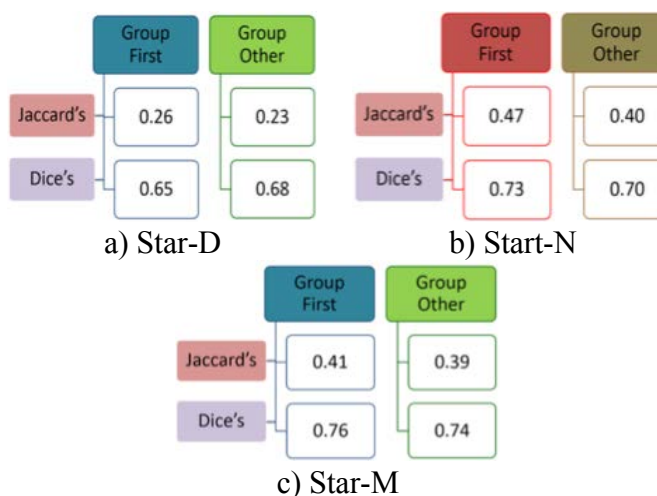 Group
First
Group
Other
Jaccard's
0.26
0.23
Dice's
0.65
0.68
a) Star-D
Group
First
Group
Other
Jaccard's
0.47
0.40
Dice's
0.73
0.70
b) Start-N
Group
First
Group
Other
Jaccard's
0.41
0.39
Dice's
0.76
0.74
c) Star-M